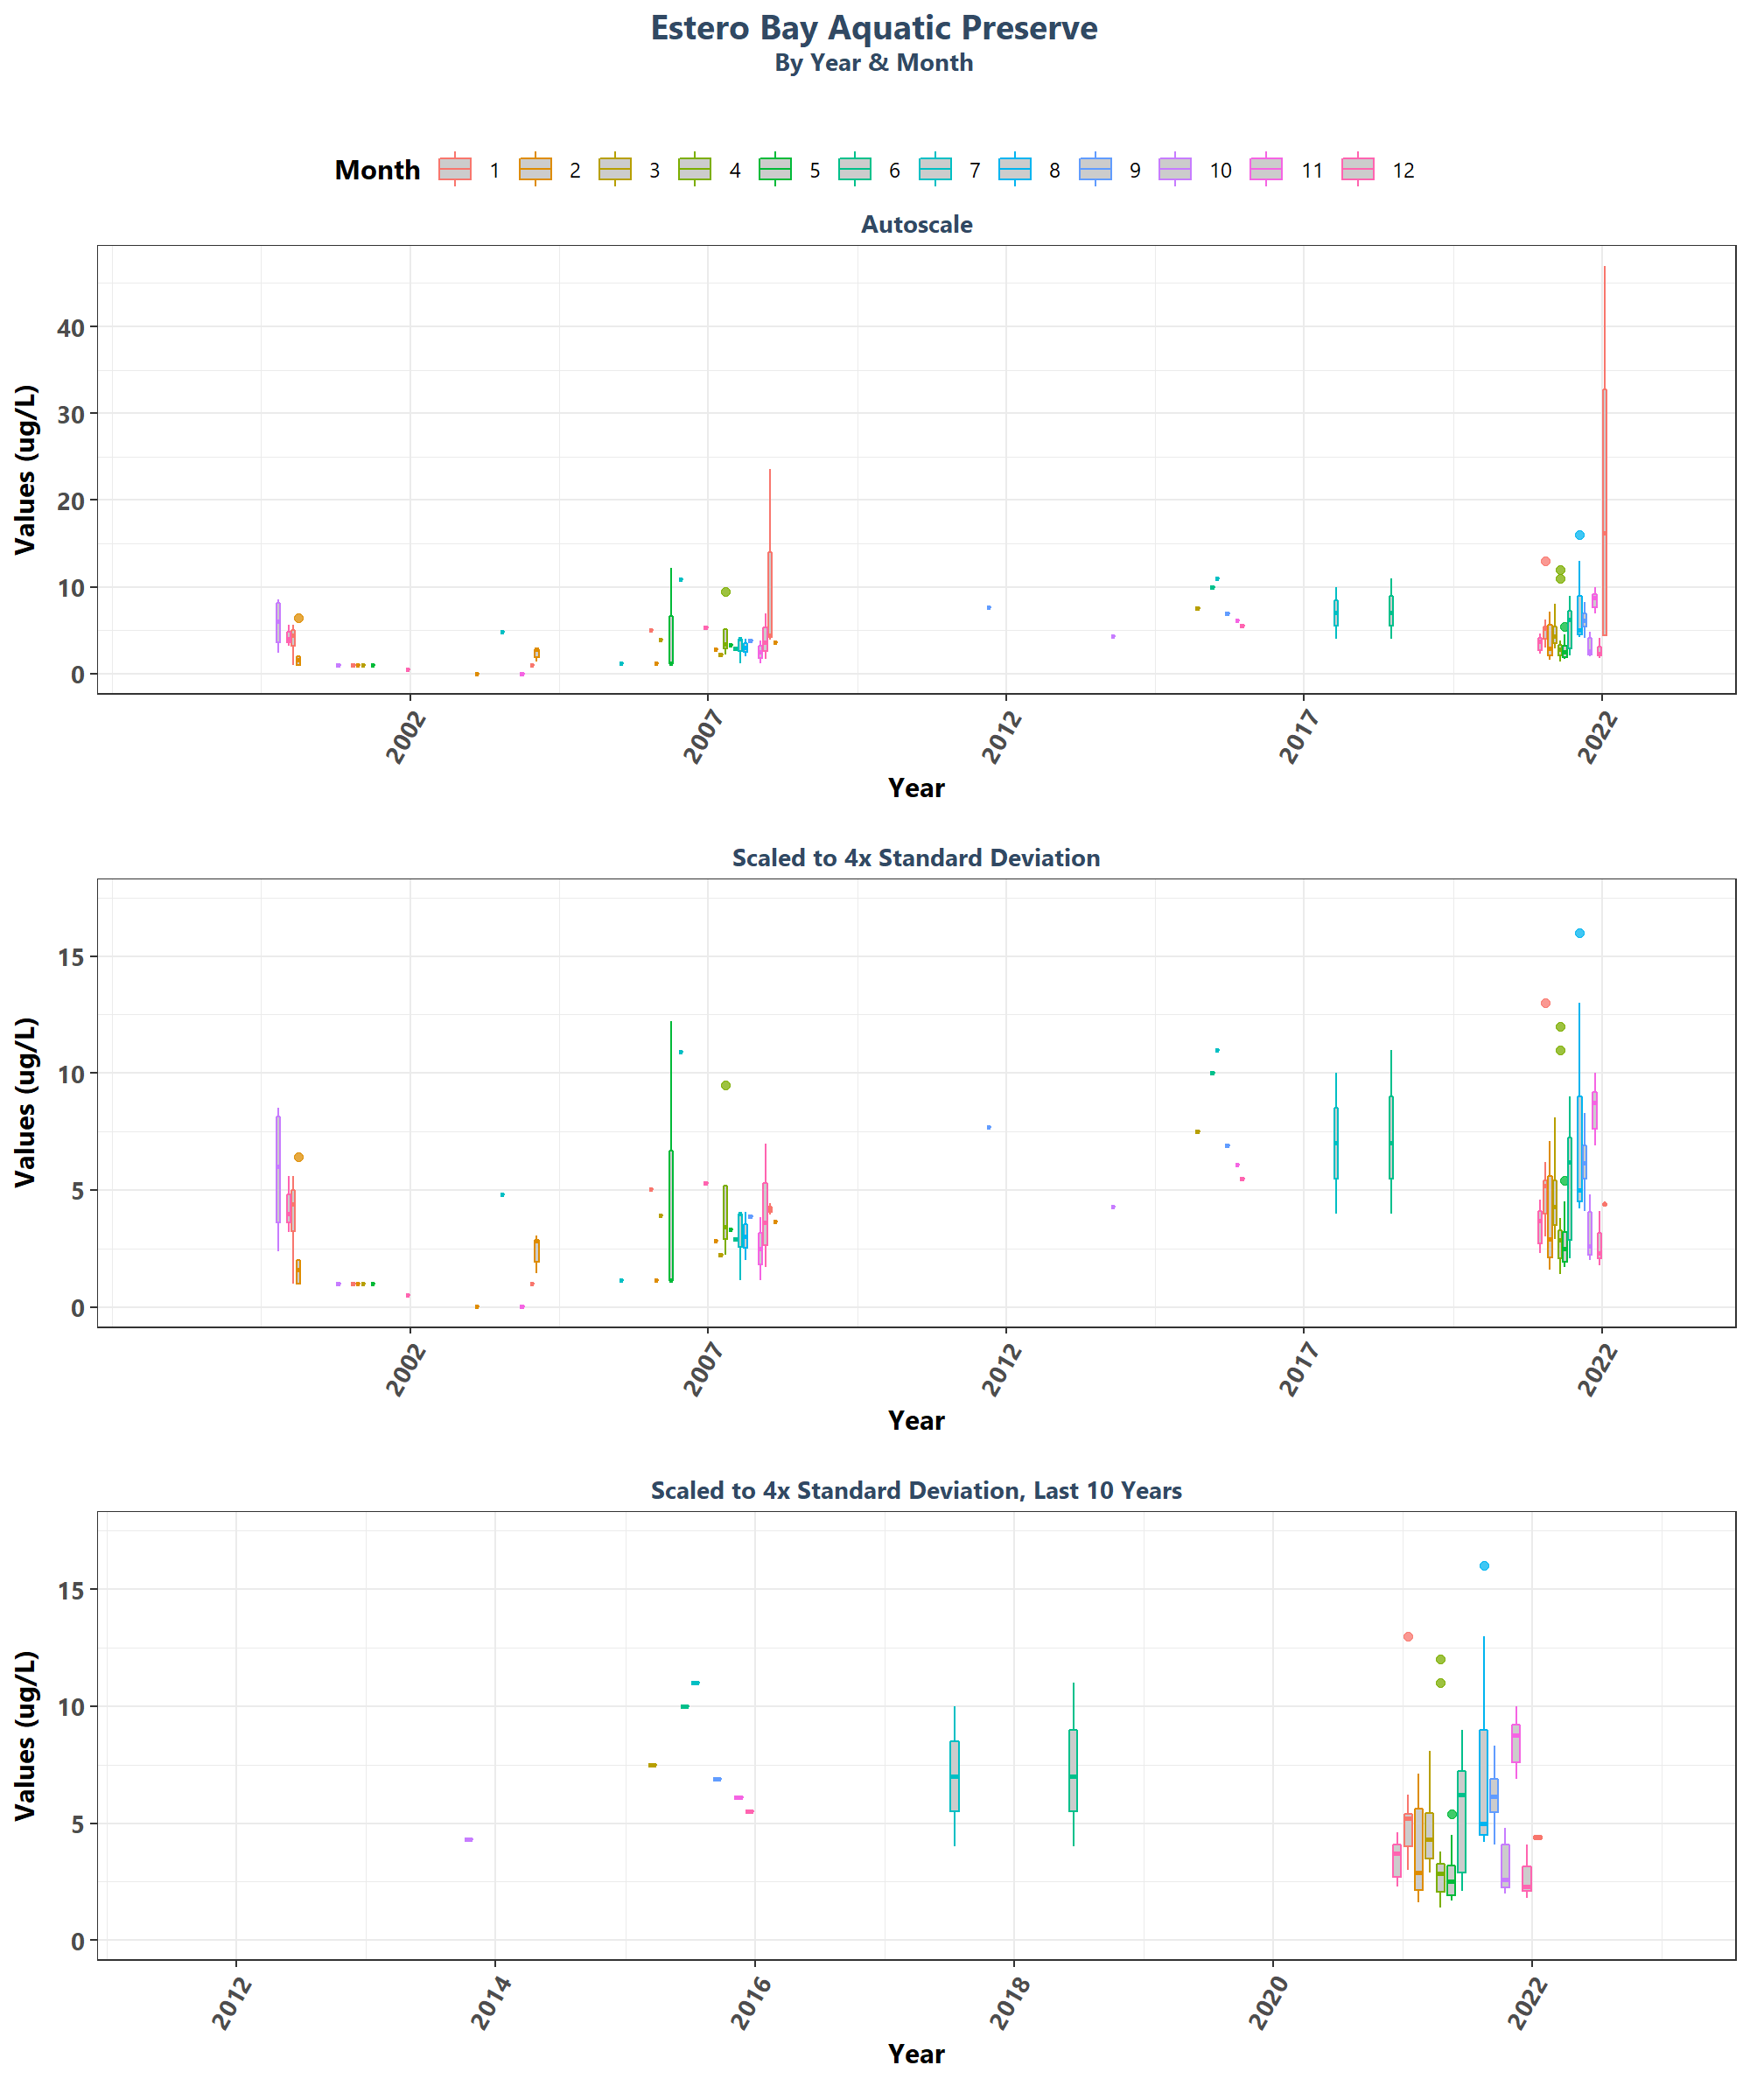 Estero Bay Aquatic Preserve
By Year & Month
Month 1 2 3 4 5 6 7 8 9 10 11 12
Autoscale
Values (ug/L)
40
30
20
10
0
2002 2007 2012 2017 2022
Year
Scaled to 4x Standard Deviation
Values (ug/L)
15
10
5
0
2002 2007 2012 2017 2022
Year
Scaled to 4x Standard Deviation, Last 10 Years
Values (ug/L)
15
10
5
0
2012 2014 2016 2018 2020 2022
Year